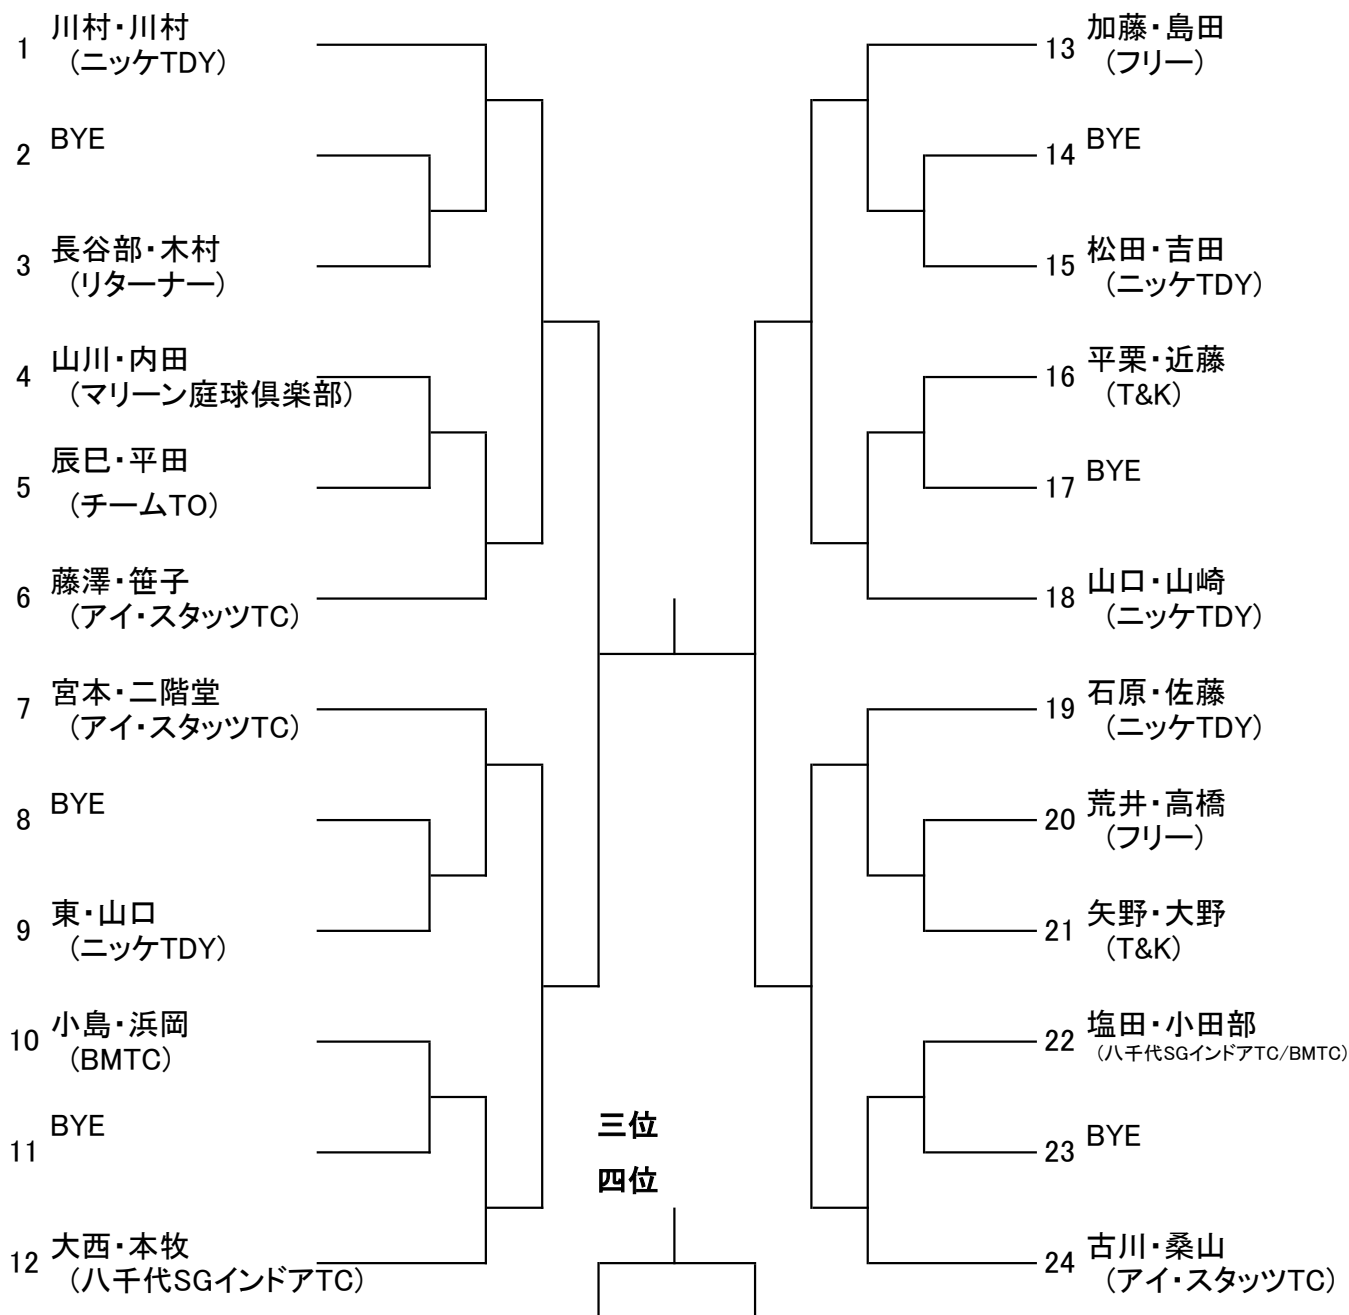 1 川村・川村
(ニッケTDY)
2 BYE
3 長谷部・木村
(リターナー)
4 山川・内田
(マリーン庭球倶楽部)
5 辰巳・平田
(チームTO)
6 藤澤・笹子
(アイ・スタッツTC)
7 宮本・二階堂
(アイ・スタッツTC)
8 BYE
9 東・山口
(ニッケTDY)
10 小島・浜岡
(BMTC)
11 BYE
12 大西・本牧
(八千代SGインドアTC)
三位
四位
13 加藤・島田
(フリー)
14 BYE
15 松田・吉田
(ニッケTDY)
16 平栗・近藤
(T&K)
17 BYE
18 山口・山崎
(ニッケTDY)
19 石原・佐藤
(ニッケTDY)
20 荒井・高橋
(フリー)
21 矢野・大野
(T&K)
22 塩田・小田部
(八千代SGインドアTC/BMTC)
23 BYE
24 古川・桑山
(アイ・スタッツTC)